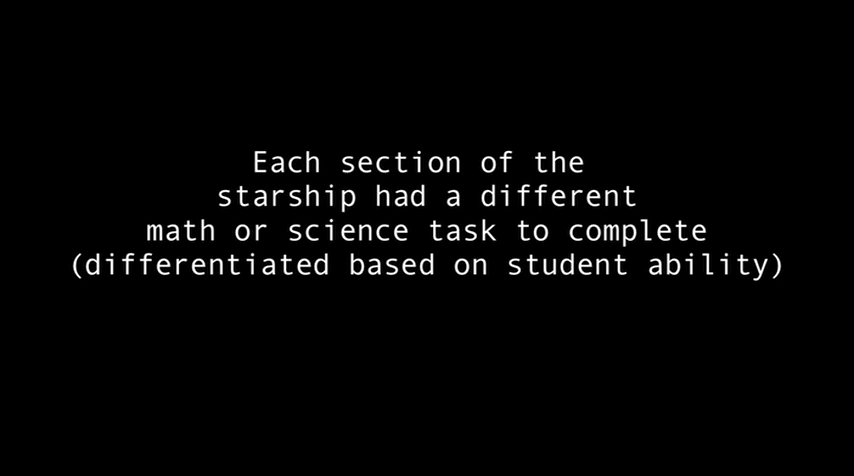 Each section of the
starship had a different
math or science task to complete
(differentiated based on student ability)